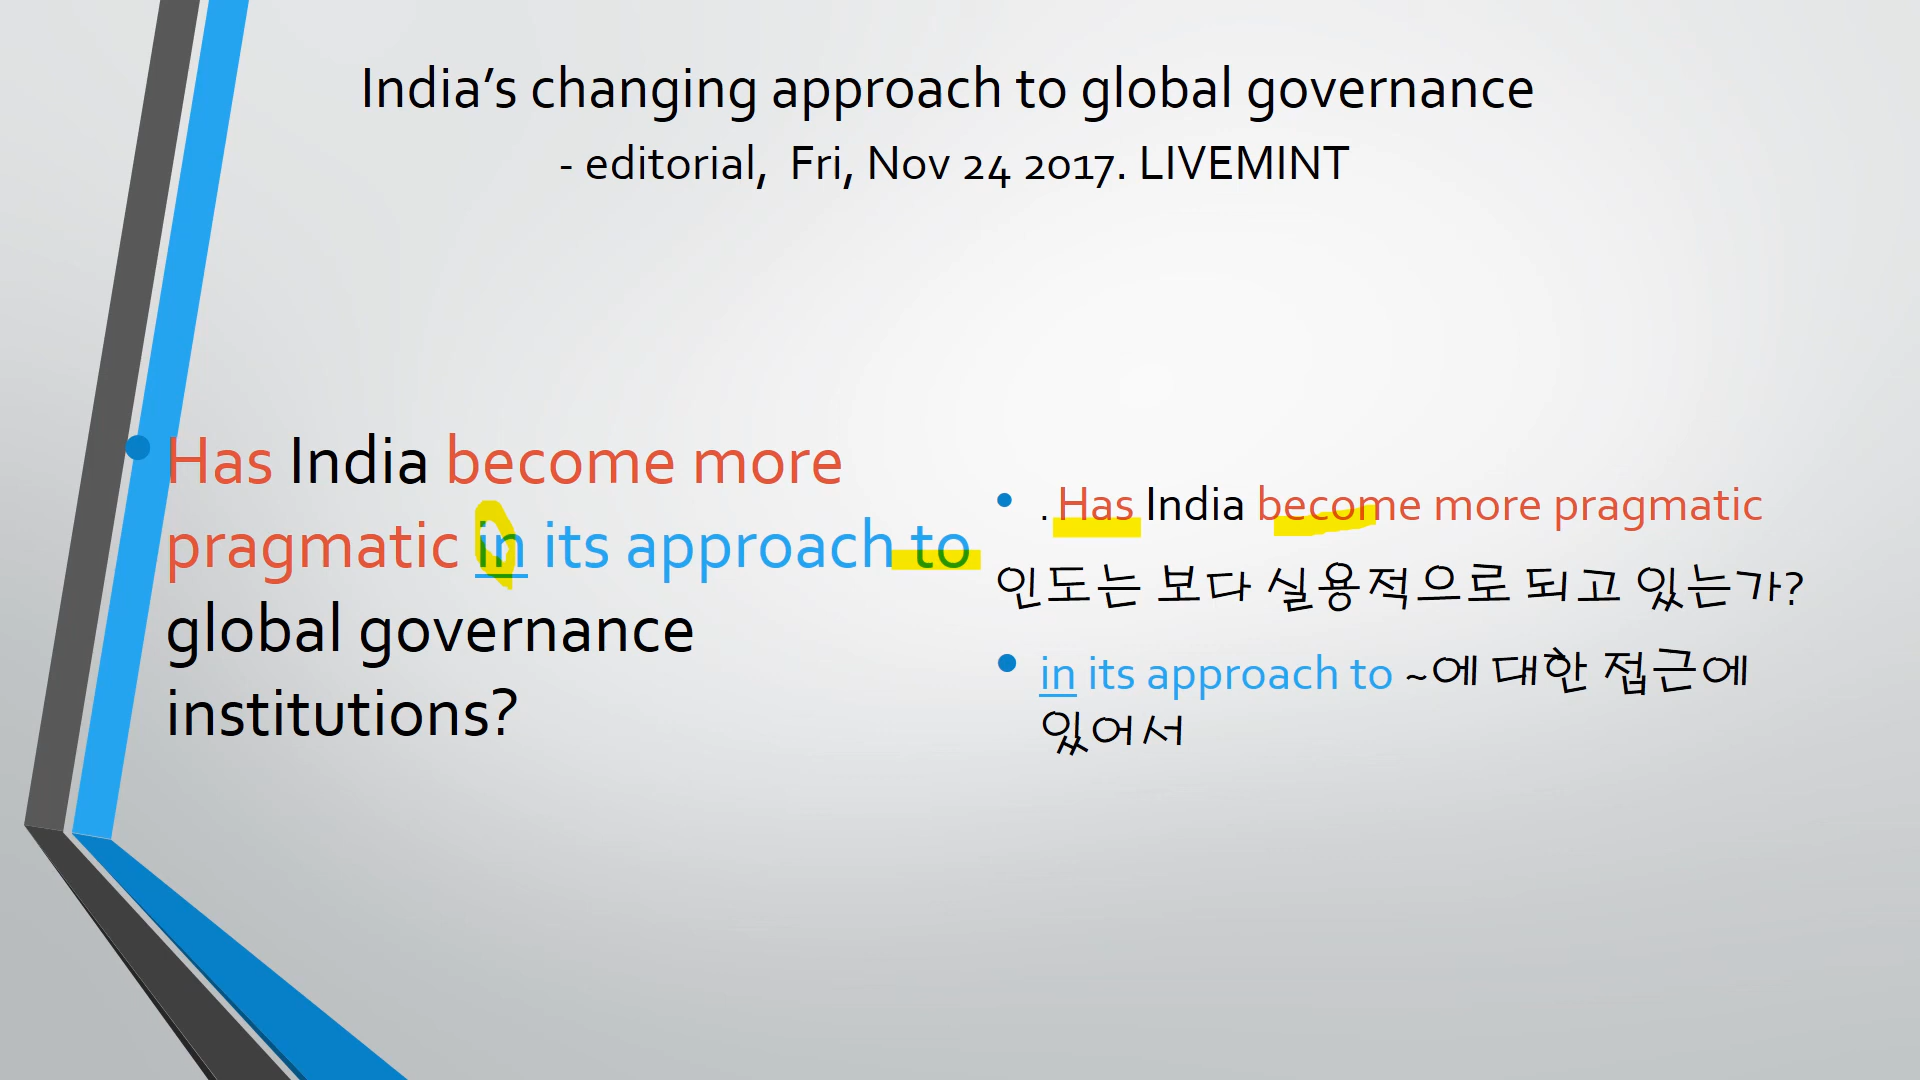 India’s changing approach to global governance
- editorial, Fri, Nov 24 2017. LIVEMINT
Has India become more
pragmatic in its approach to
global governance
institutions?
. Has India become more pragmatic
인도는 보다 실용적으로 되고 있는가?
in its approach to ~에 대한 접근에
있어서